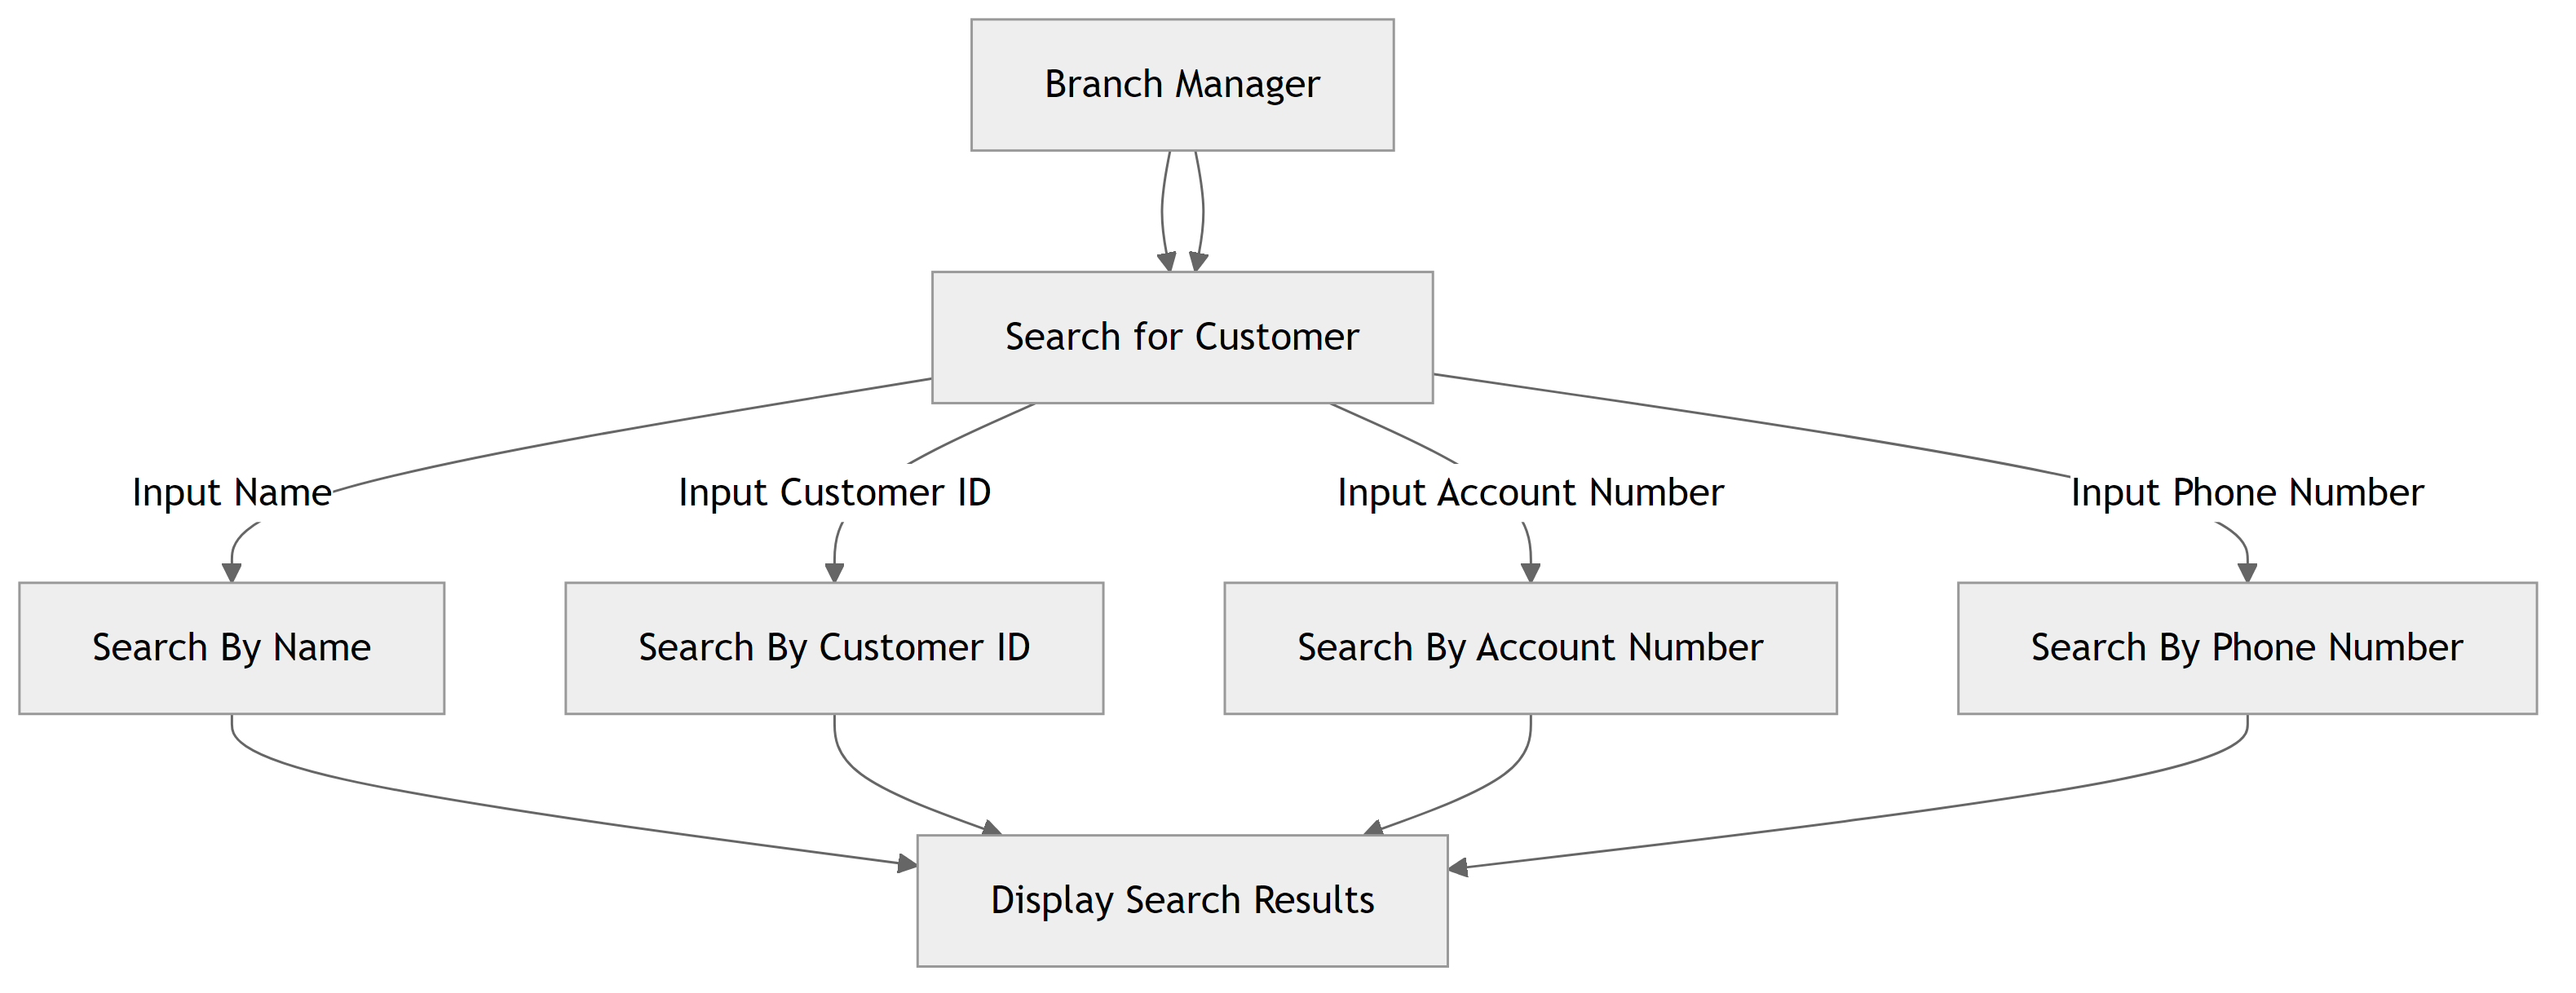 Branch Manager
Search for Customer
Input Name
Input Customer ID
Input Account Number
Input Phone Number
Search By Name
Search By Customer ID
Search By Account Number
Search By Phone Number
Display Search Results